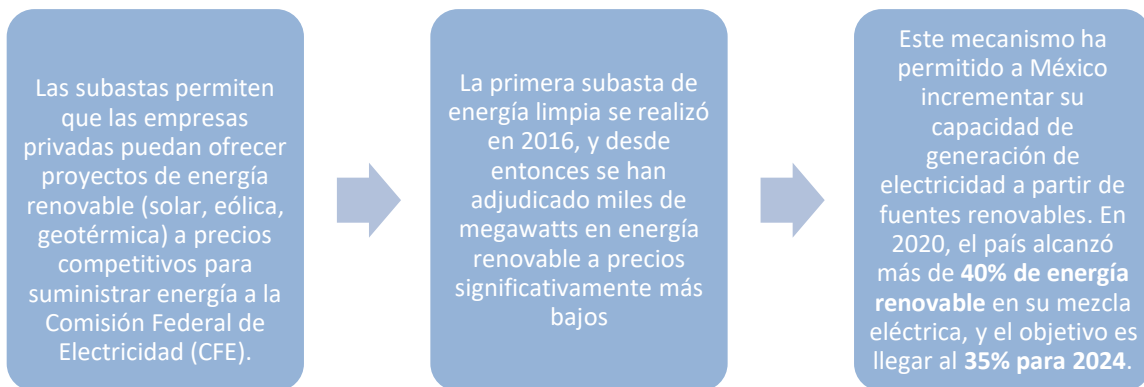 Las subastas permiten
que las empresas
privadas puedan ofrecer
proyectos de energía
renovable (solar, eólica,
geotérmica) a precios
competitivos para
suministrar energía a la
Comisión Federal de
Electricidad (CFE).
La primera subasta de
energía limpia se realizó
en 2016, y desde
entonces se han
adjudicado miles de
megawatts en energía
renovable a precios
significativamente más
bajos
Este mecanismo ha
permitido a México
incrementar su
capacidad de
generación de
electricidad a partir de
fuentes renovables. En
2020, el país alcanzó
más de 40% de energía
renovable en su mezcla
eléctrica, y el objetivo es
llegar al 35% para 2024.